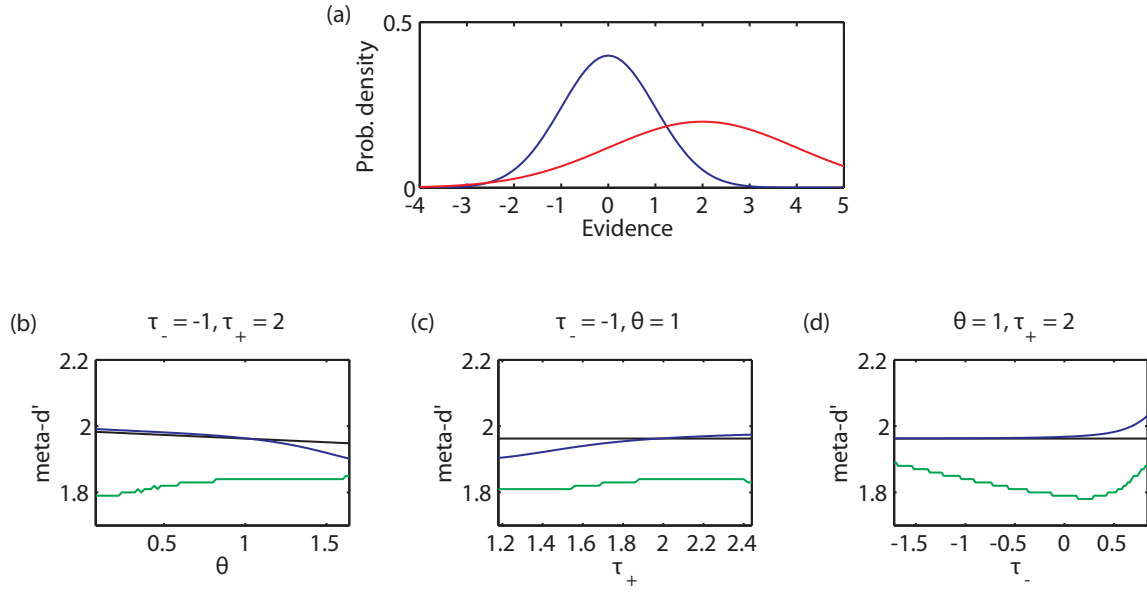 (a)
0.5
Prob. density
0
-4 -3 -2 -1 0 1 2 3 4 5
Evidence
(b)
τ_ = -1, τ+ = 2
2.2
2
1.8
meta-d'
0.5 1 1.5
θ
(c)
τ_ = -1, θ = 1
2.2
2
1.8
meta-d'
1.2 1.4 1.6 1.8 2 2.2 2.4
τ+
(d)
θ = 1, τ+ = 2
2.2
2
1.8
meta-d'
-1.5 -1 -0.5 0 0.5
τ_